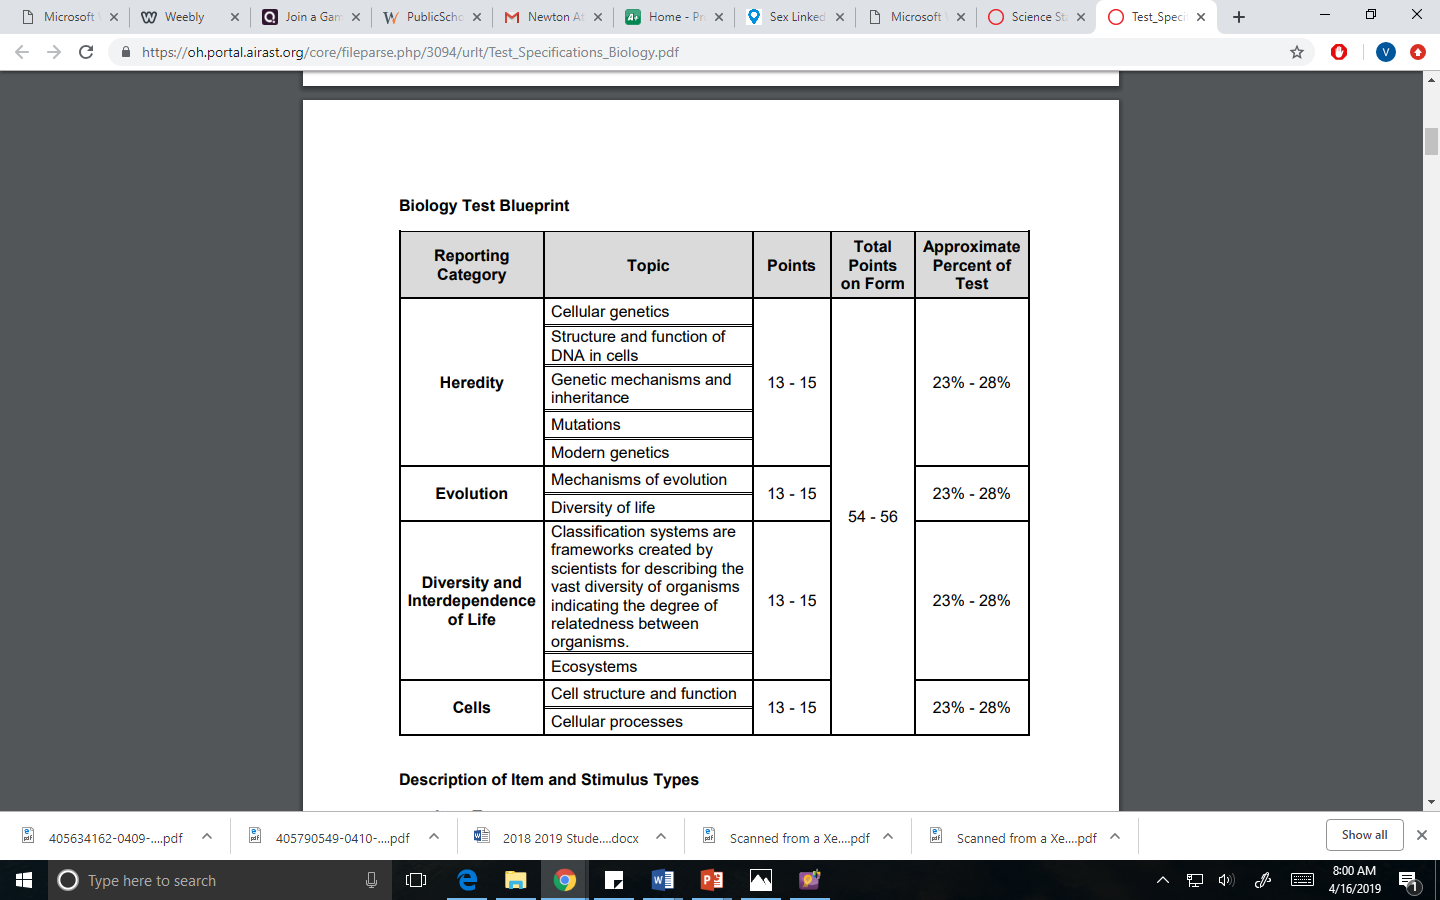 Microsoft
Weebly
Join a Gam
PublicScho
Newton At
Home - Pr
Sex Linked
Microsoft
Science Sta
Test_Specif
https://oh.portal.airast.org/core/fileparse.php/3094/urlt/Test_Specifications_Biology.pdf
V
Biology Test Blueprint
Reporting
Category
Topic
Points
Total
Points
on Form
Approximate
Percent of
Test
Heredity
Cellular genetics
Structure and function of
DNA in cells
Genetic mechanisms and
inheritance
Mutations
Modern genetics
13 - 15
54 - 56
23% - 28%
Evolution
Mechanisms of evolution
Diversity of life
13 - 15
23% - 28%
Diversity and
Interdependence
of Life
Classification systems are
frameworks created by
scientists for describing the
vast diversity of organisms
indicating the degree of
relatedness between
organisms.
Ecosystems
13 - 15
23% - 28%
Cells
Cell structure and function
Cellular processes
13 - 15
23% - 28%
Description of Item and Stimulus Types
405634162-0409-....pdf
405790549-0410-....pdf
2018 2019 Stude....docx
Scanned from a Xe....pdf
Scanned from a Xe....pdf
Show all
Type here to search
8:00 AM
4/16/2019
1